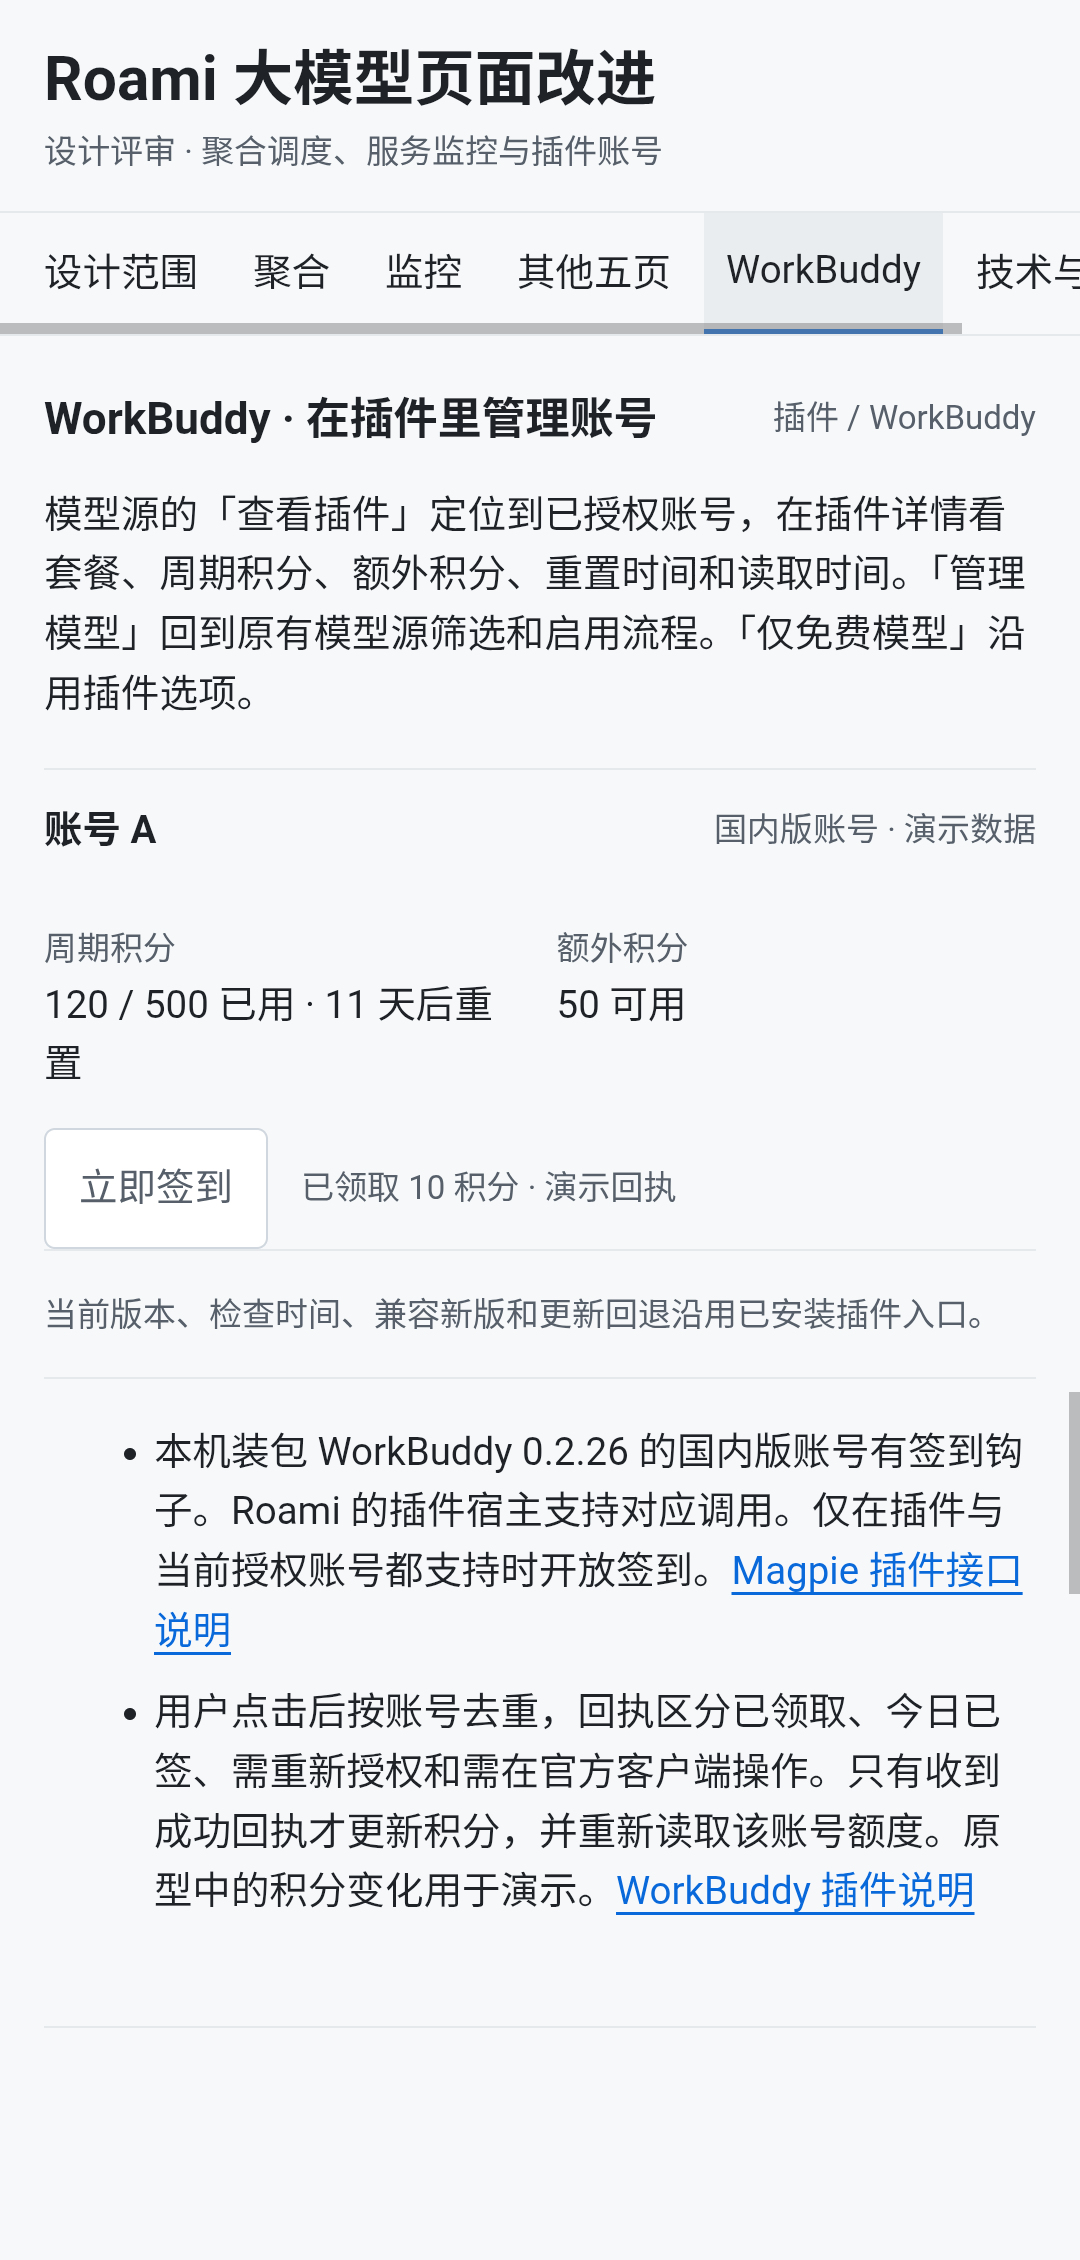 Roami 大模型页面改进
设计评审 · 聚合调度、服务监控与插件账号
设计范围 聚合 监控 其他五页 WorkBuddy 技术与
WorkBuddy · 在插件里管理账号 插件 / WorkBuddy
模型源的「查看插件」定位到已授权账号，在插件详情看
套餐、周期积分、额外积分、重置时间和读取时间。「管理
模型」回到原有模型源筛选和启用流程。「仅免费模型」沿
用插件选项。
账号 A 国内版账号 · 演示数据
周期积分 额外积分
120 / 500 已用 · 11 天后重 50 可用
置
立即签到 已领取 10 积分 · 演示回执
当前版本、检查时间、兼容新版和更新回退沿用已安装插件入口。
• 本机装包 WorkBuddy 0.2.26 的国内版账号有签到钩
子。Roami 的插件宿主支持对应调用。仅在插件与
当前授权账号都支持时开放签到。Magpie 插件接口
说明
• 用户点击后按账号去重，回执区分已领取、今日已
签、需重新授权和需在官方客户端操作。只有收到
成功回执才更新积分，并重新读取该账号额度。原
型中的积分变化用于演示。WorkBuddy 插件说明